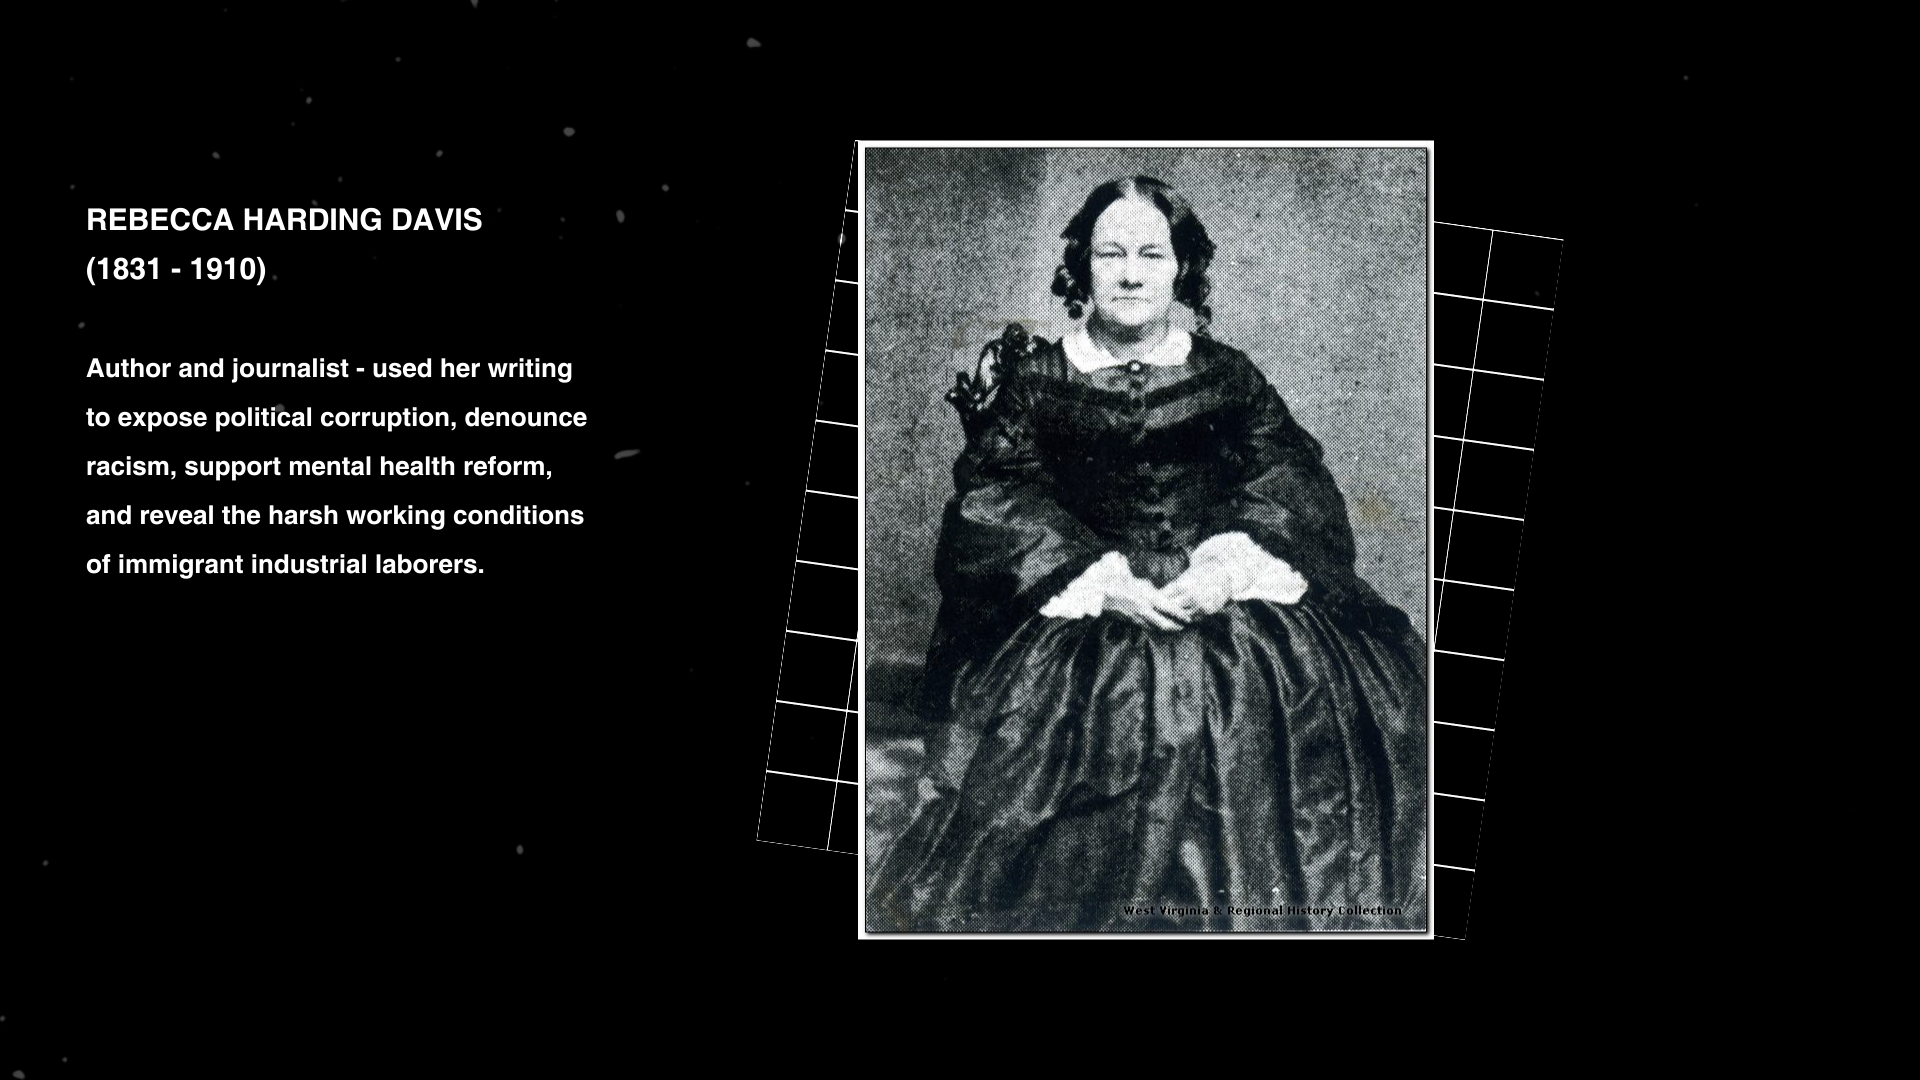 REBECCA HARDING DAVIS
(1831 - 1910)
Author and journalist - used her writing
to expose political corruption, denounce
racism, support mental health reform,
and reveal the harsh working conditions
of immigrant industrial laborers.
West Virginia & Regional History Collection